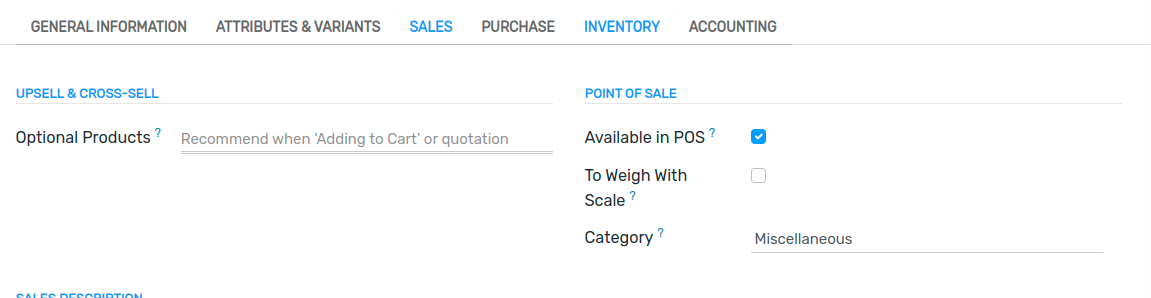 GENERAL INFORMATION ATTRIBUTES & VARIANTS SALES PURCHASE INVENTORY ACCOUNTING
UPSELL & CROSS-SELL
Optional Products ? Recommend when 'Adding to Cart' or quotation
POINT OF SALE
Available in POS ?
To Weigh With
Scale ?
Category ? Miscellaneous
SALES DESCRIPTION